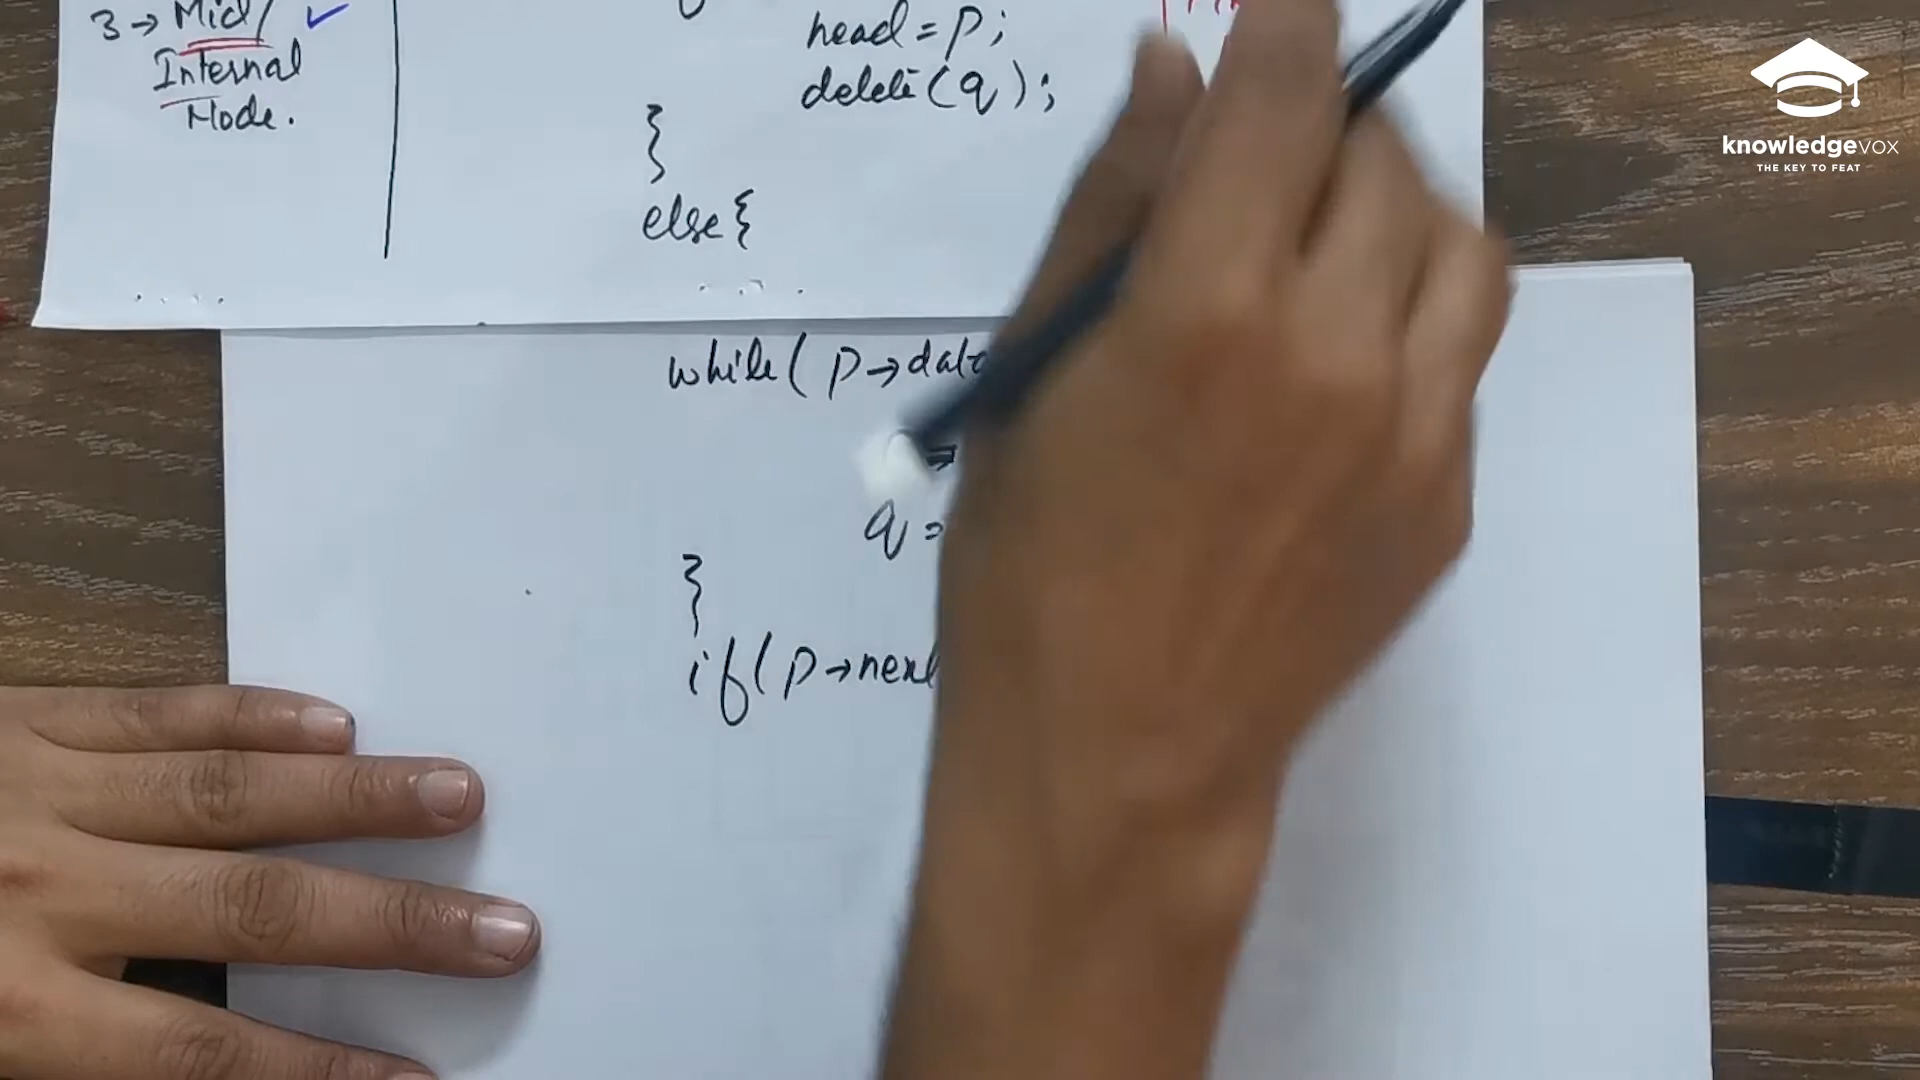 3 → Mid/
Internal
Node.
head = p;
delete(q);
}
else{
while( p→data
q =
}
if( p→next
knowledgevox
THE KEY TO FEAT